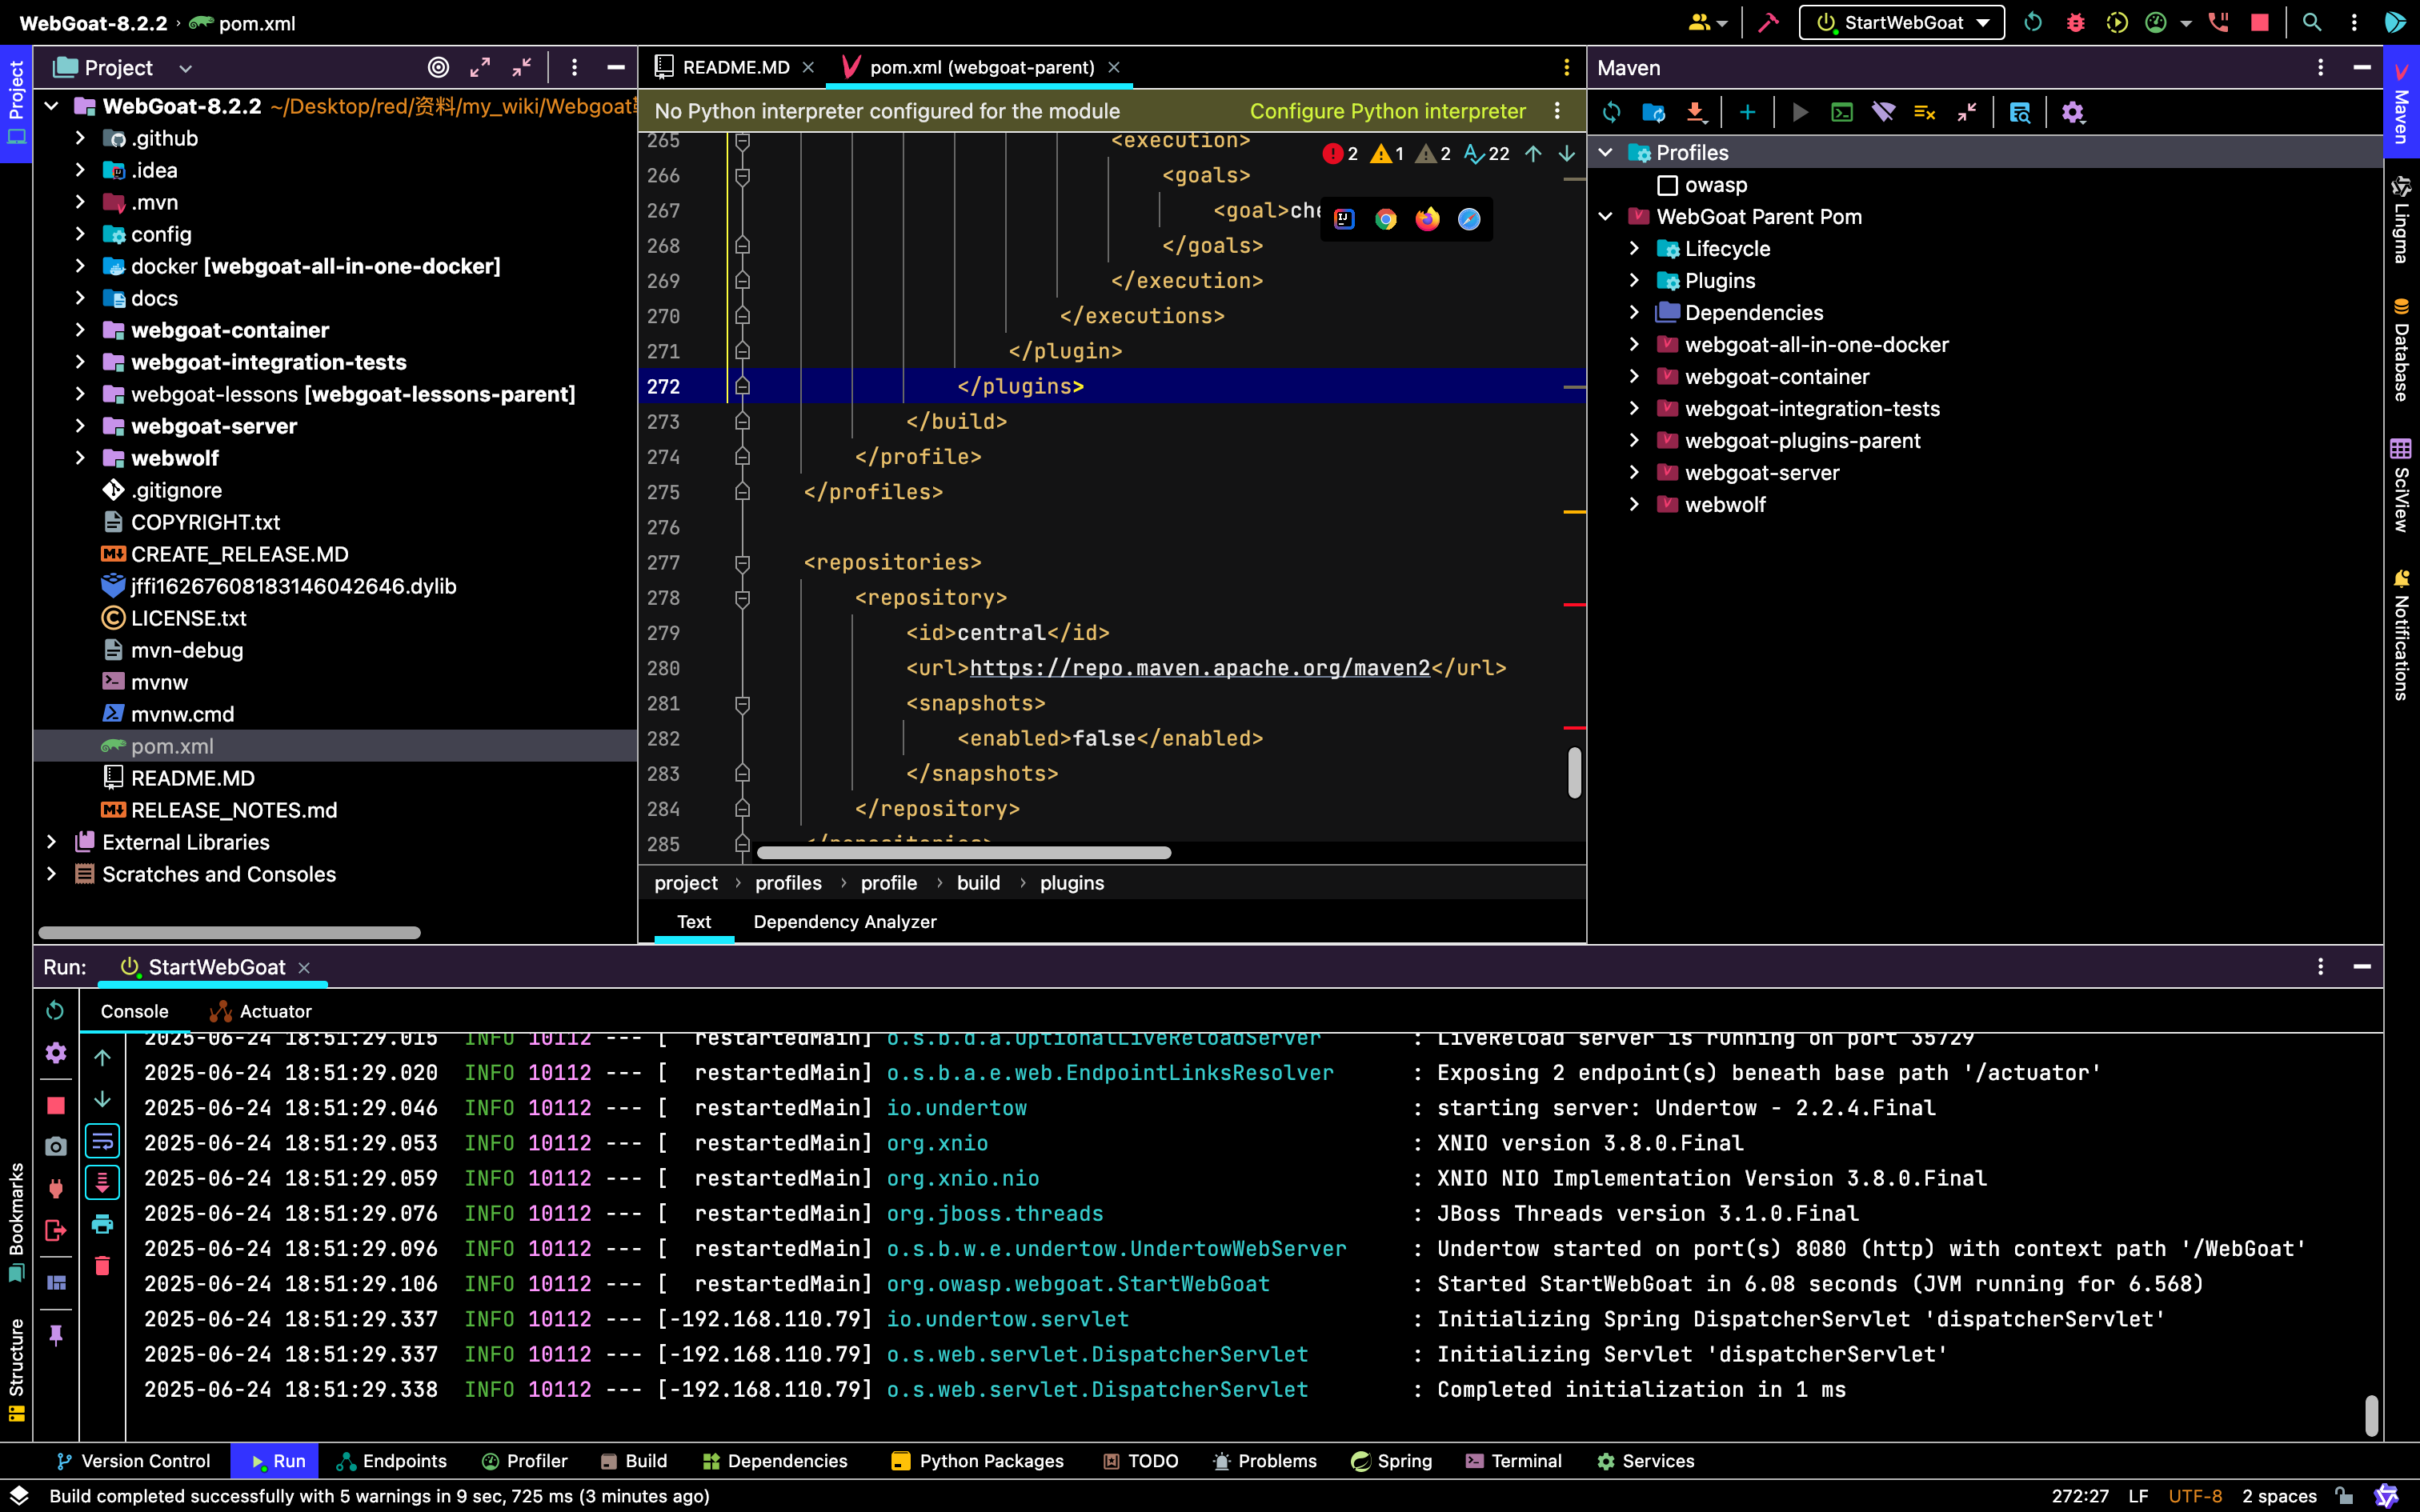 WebGoat-8.2.2 › pom.xml
StartWebGoat
Project
Project
WebGoat-8.2.2 ~/Desktop/red/资料/my_wiki/Webgoat
.github
.idea
.mvn
config
docker [webgoat-all-in-one-docker]
docs
webgoat-container
webgoat-integration-tests
webgoat-lessons [webgoat-lessons-parent]
webgoat-server
webwolf
.gitignore
COPYRIGHT.txt
CREATE_RELEASE.MD
jffi16267608183146042646.dylib
LICENSE.txt
mvn-debug
mvnw
mvnw.cmd
pom.xml
README.MD
RELEASE_NOTES.md
External Libraries
Scratches and Consoles
README.MD
pom.xml (webgoat-parent)
No Python interpreter configured for the module Configure Python interpreter
2 1 2 22
265 <execution>
266 <goals>
267 <goal>che
268 </goals>
269 </execution>
270 </executions>
271 </plugin>
272 </plugins>
273 </build>
274 </profile>
275 </profiles>
276
277 <repositories>
278 <repository>
279 <id>central</id>
280 <url>https://repo.maven.apache.org/maven2</url>
281 <snapshots>
282 <enabled>false</enabled>
283 </snapshots>
284 </repository>
285 </repositories>
project › profiles › profile › build › plugins
Text Dependency Analyzer
Maven
Profiles
owasp
WebGoat Parent Pom
Lifecycle
Plugins
Dependencies
webgoat-all-in-one-docker
webgoat-container
webgoat-integration-tests
webgoat-plugins-parent
webgoat-server
webwolf
Maven
Lingma
Database
SciView
Notifications
Run: StartWebGoat
Console Actuator
2025-06-24 18:51:29.015 INFO 10112 --- [ restartedMain] o.s.b.d.a.OptionalLiveReloadServer : LiveReload server is running on port 35729
2025-06-24 18:51:29.020 INFO 10112 --- [ restartedMain] o.s.b.a.e.web.EndpointLinksResolver : Exposing 2 endpoint(s) beneath base path '/actuator'
2025-06-24 18:51:29.046 INFO 10112 --- [ restartedMain] io.undertow : starting server: Undertow - 2.2.4.Final
2025-06-24 18:51:29.053 INFO 10112 --- [ restartedMain] org.xnio : XNIO version 3.8.0.Final
2025-06-24 18:51:29.059 INFO 10112 --- [ restartedMain] org.xnio.nio : XNIO NIO Implementation Version 3.8.0.Final
2025-06-24 18:51:29.076 INFO 10112 --- [ restartedMain] org.jboss.threads : JBoss Threads version 3.1.0.Final
2025-06-24 18:51:29.096 INFO 10112 --- [ restartedMain] o.s.b.w.e.undertow.UndertowWebServer : Undertow started on port(s) 8080 (http) with context path '/WebGoat'
2025-06-24 18:51:29.106 INFO 10112 --- [ restartedMain] org.owasp.webgoat.StartWebGoat : Started StartWebGoat in 6.08 seconds (JVM running for 6.568)
2025-06-24 18:51:29.337 INFO 10112 --- [-192.168.110.79] io.undertow.servlet : Initializing Spring DispatcherServlet 'dispatcherServlet'
2025-06-24 18:51:29.337 INFO 10112 --- [-192.168.110.79] o.s.web.servlet.DispatcherServlet : Initializing Servlet 'dispatcherServlet'
2025-06-24 18:51:29.338 INFO 10112 --- [-192.168.110.79] o.s.web.servlet.DispatcherServlet : Completed initialization in 1 ms
Bookmarks
Structure
Version Control Run Endpoints Profiler Build Dependencies Python Packages TODO Problems Spring Terminal Services
Build completed successfully with 5 warnings in 9 sec, 725 ms (3 minutes ago) 272:27 LF UTF-8 2 spaces